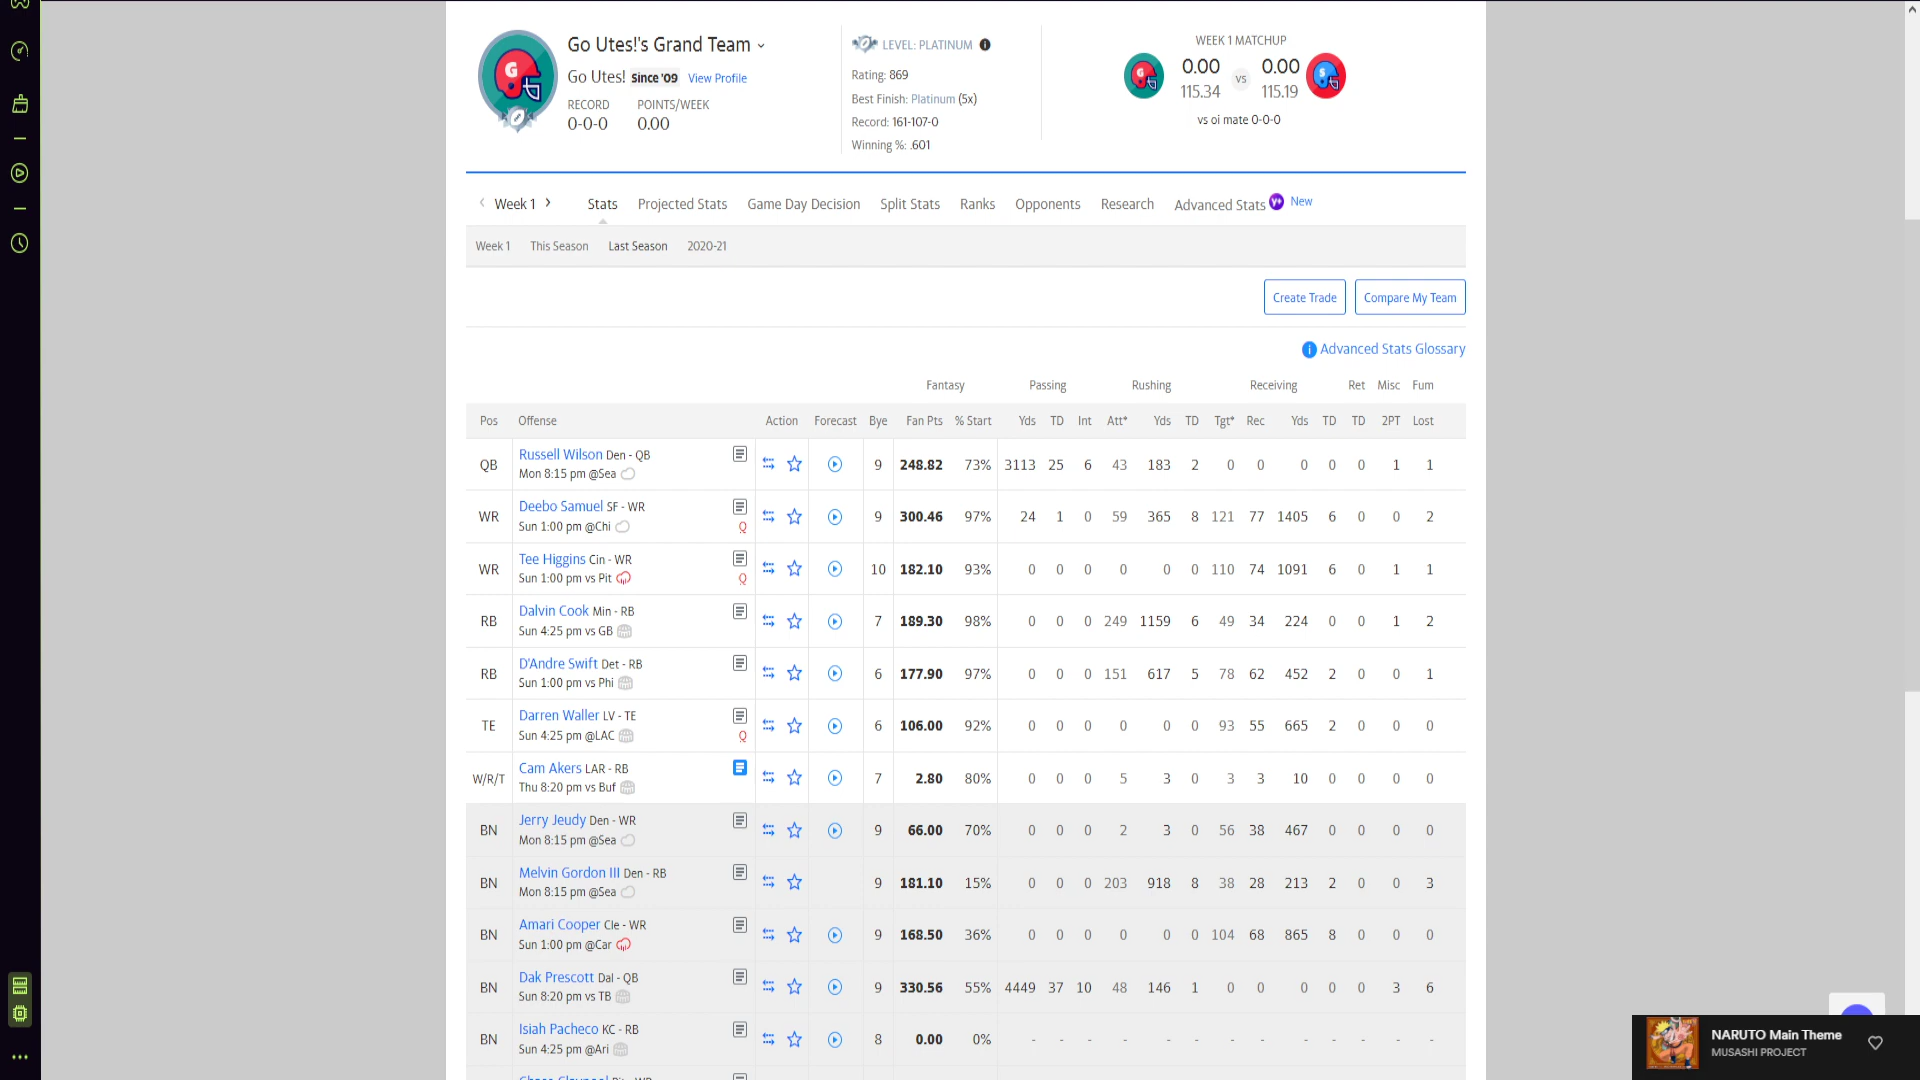 Go Utes!'s Grand Team
Go Utes! Since '09 View Profile
RECORD POINTS/WEEK
0-0-0 0.00
LEVEL: PLATINUM
Rating: 869
Best Finish: Platinum (5x)
Record: 161-107-0
Winning %: .601
WEEK 1 MATCHUP
0.00 vs 0.00
115.34 115.19
vs oi mate 0-0-0
Week 1 Stats Projected Stats Game Day Decision Split Stats Ranks Opponents Research Advanced Stats New
Week 1 This Season Last Season 2020-21
Create Trade Compare My Team
Advanced Stats Glossary
Fantasy Passing Rushing Receiving Ret Misc Fum
Pos Offense Action Forecast Bye Fan Pts % Start Yds TD Int Att* Yds TD Tgt* Rec Yds TD TD 2PT Lost
QB Russell Wilson Den - QB 9 248.82 73% 3113 25 6 43 183 2 0 0 0 0 0 1 1
Mon 8:15 pm @Sea
WR Deebo Samuel SF - WR 9 300.46 97% 24 1 0 59 365 8 121 77 1405 6 0 0 2
Sun 1:00 pm @Chi Q
WR Tee Higgins Cin - WR 10 182.10 93% 0 0 0 0 0 0 110 74 1091 6 0 1 1
Sun 1:00 pm vs Pit Q
RB Dalvin Cook Min - RB 7 189.30 98% 0 0 0 249 1159 6 49 34 224 0 0 1 2
Sun 4:25 pm vs GB
RB D'Andre Swift Det - RB 6 177.90 97% 0 0 0 151 617 5 78 62 452 2 0 0 1
Sun 1:00 pm vs Phi
TE Darren Waller LV - TE 6 106.00 92% 0 0 0 0 0 0 93 55 665 2 0 0 0
Sun 4:25 pm @LAC Q
W/R/T Cam Akers LAR - RB 7 2.80 80% 0 0 0 5 3 0 3 3 10 0 0 0 0
Thu 8:20 pm vs Buf
BN Jerry Jeudy Den - WR 9 66.00 70% 0 0 0 2 3 0 56 38 467 0 0 0 0
Mon 8:15 pm @Sea
BN Melvin Gordon III Den - RB 9 181.10 15% 0 0 0 203 918 8 38 28 213 2 0 0 3
Mon 8:15 pm @Sea
BN Amari Cooper Cle - WR 9 168.50 36% 0 0 0 0 0 0 104 68 865 8 0 0 0
Sun 1:00 pm @Car
BN Dak Prescott Dal - QB 9 330.56 55% 4449 37 10 48 146 1 0 0 0 0 0 3 6
Sun 8:20 pm vs TB
BN Isiah Pacheco KC - RB 8 0.00 0% - - - - - - - - - - - - -
Sun 4:25 pm @Ari
NARUTO Main Theme
MUSASHI PROJECT